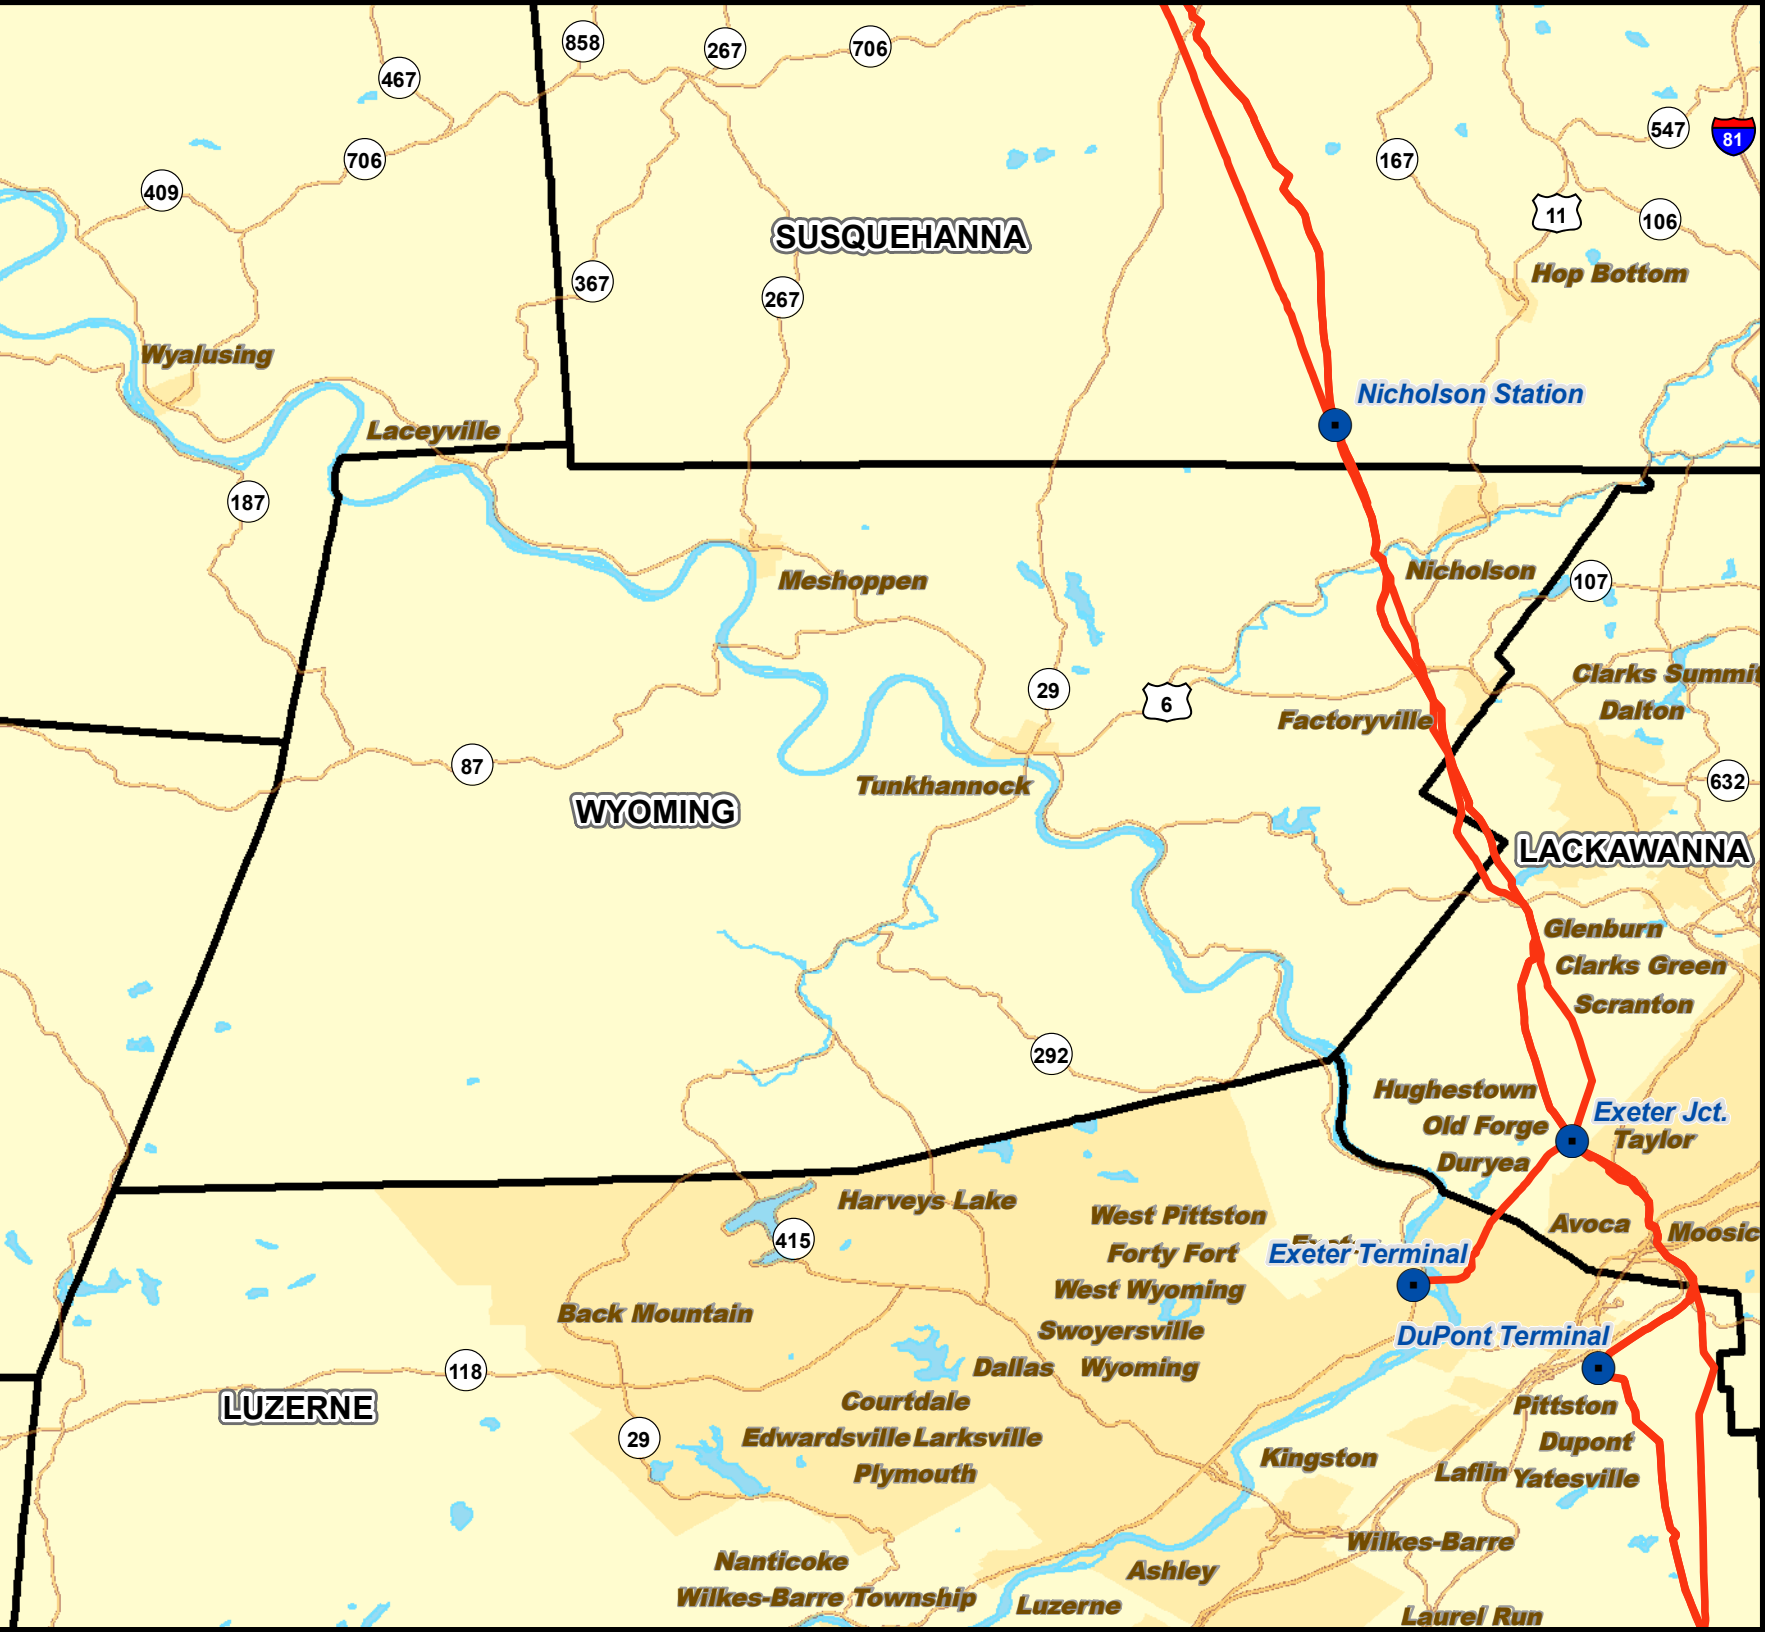 858
267
706
467
547
81
706
167
409
11
106
SUSQUEHANNA
Hop Bottom
367
267
Wyalusing
Nicholson Station
Laceyville
187
Nicholson
Meshoppen
107
Clarks Summit
29
6
Dalton
Factoryville
87
Tunkhannock
632
WYOMING
LACKAWANNA
Glenburn
Clarks Green
Scranton
292
Hughestown
Exeter Jct.
Old Forge
Taylor
Duryea
Harveys Lake
West Pittston
Avoca
Moosic
415
Forty Fort
Exeter Terminal
West Wyoming
Back Mountain
Swoyersville
DuPont Terminal
Dallas
Wyoming
118
Courtdale
LUZERNE
Pittston
29
Edwardsville
Larksville
Dupont
Kingston
Plymouth
Laflin
Yatesville
Wilkes-Barre
Nanticoke
Ashley
Wilkes-Barre Township
Luzerne
Laurel Run